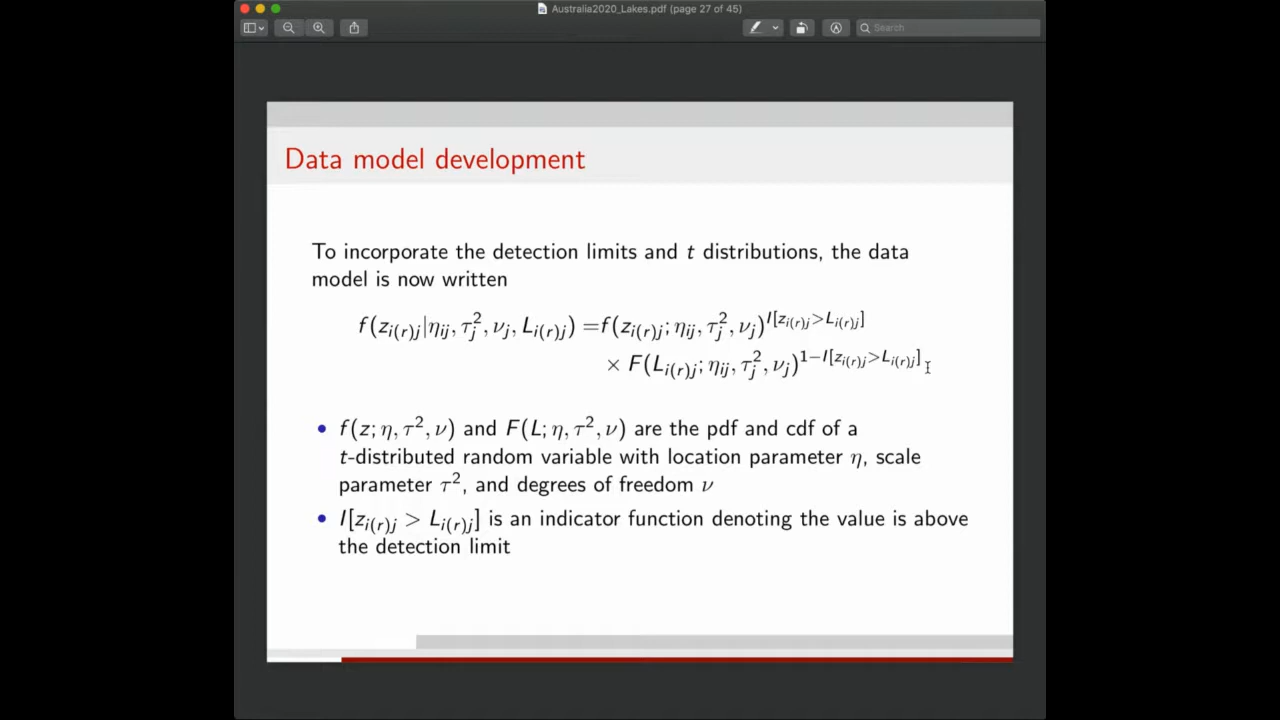 Australia2020_Lakes.pdf (page 27 of 45)
Search
Data model development
To incorporate the detection limits and t distributions, the data
model is now written
f(z_{i(r)j}|η_{ij}, τ_j^2, ν_j, L_{i(r)j}) =f(z_{i(r)j}; η_{ij}, τ_j^2, ν_j)^{I[z_{i(r)j}>L_{i(r)j}]}
× F(L_{i(r)j}; η_{ij}, τ_j^2, ν_j)^{1−I[z_{i(r)j}>L_{i(r)j}]}
• f(z; η, τ^2, ν) and F(L; η, τ^2, ν) are the pdf and cdf of a
t-distributed random variable with location parameter η, scale
parameter τ^2, and degrees of freedom ν
• I[z_{i(r)j} > L_{i(r)j}] is an indicator function denoting the value is above
the detection limit